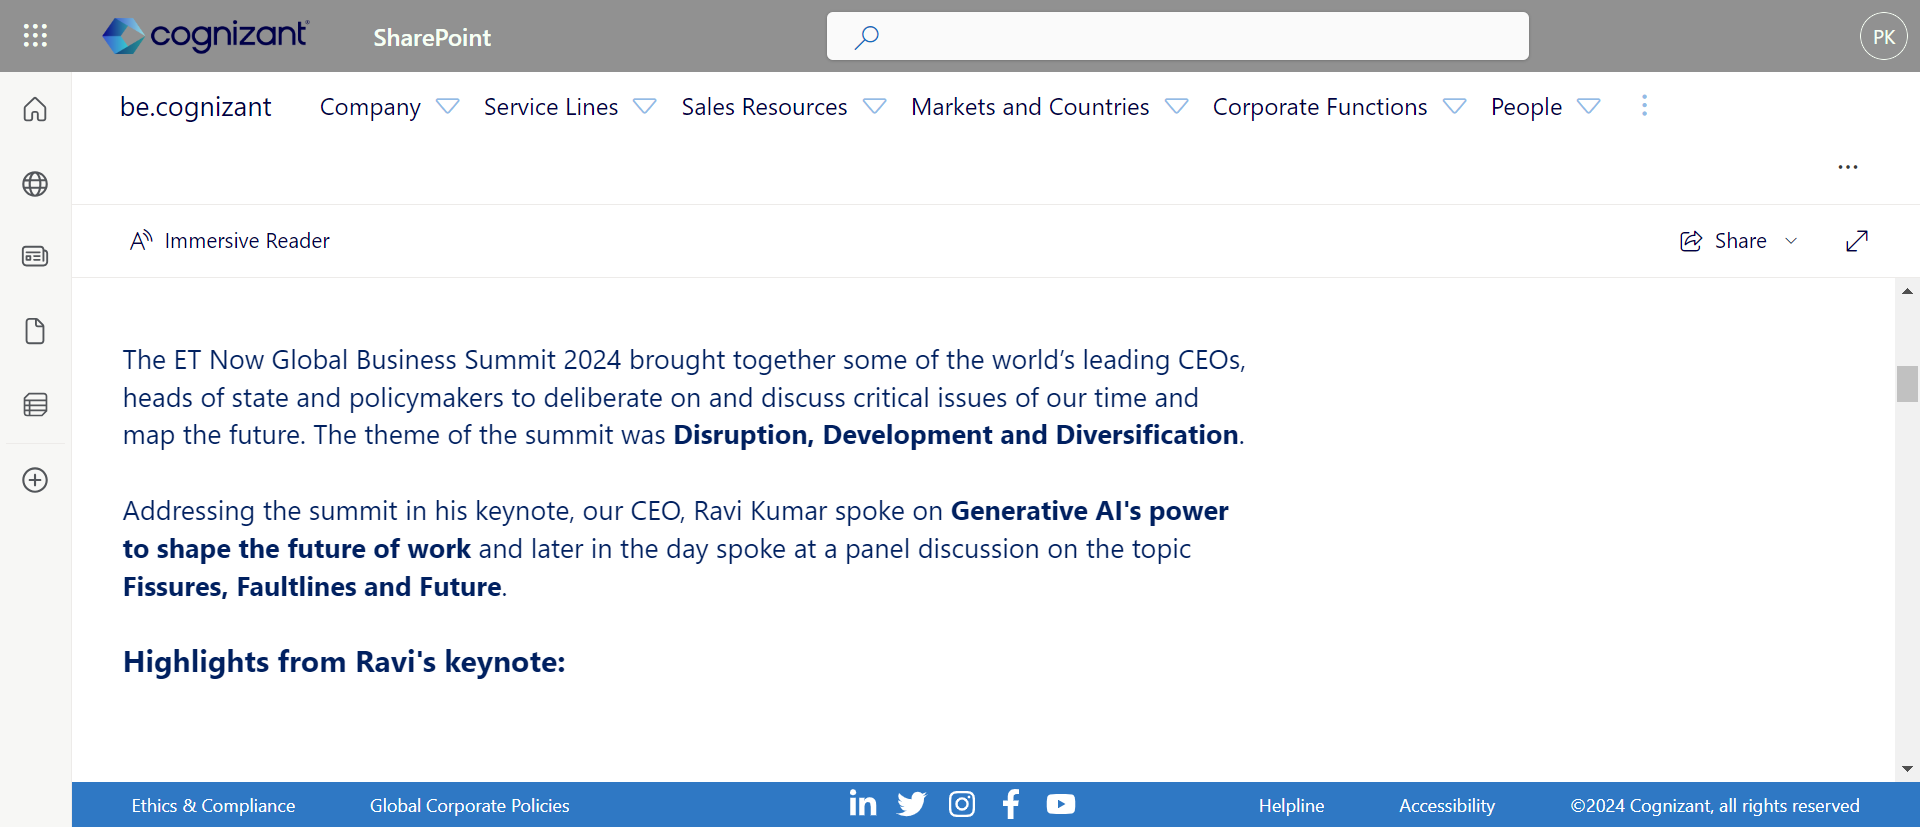 cognizant
SharePoint
PK
be.cognizant
Company
Service Lines
Sales Resources
Markets and Countries
Corporate Functions
People
Immersive Reader
Share
The ET Now Global Business Summit 2024 brought together some of the world’s leading CEOs,
heads of state and policymakers to deliberate on and discuss critical issues of our time and
map the future. The theme of the summit was Disruption, Development and Diversification.
Addressing the summit in his keynote, our CEO, Ravi Kumar spoke on Generative AI's power
to shape the future of work and later in the day spoke at a panel discussion on the topic
Fissures, Faultlines and Future.
Highlights from Ravi's keynote:
Ethics & Compliance
Global Corporate Policies
Helpline
Accessibility
©2024 Cognizant, all rights reserved